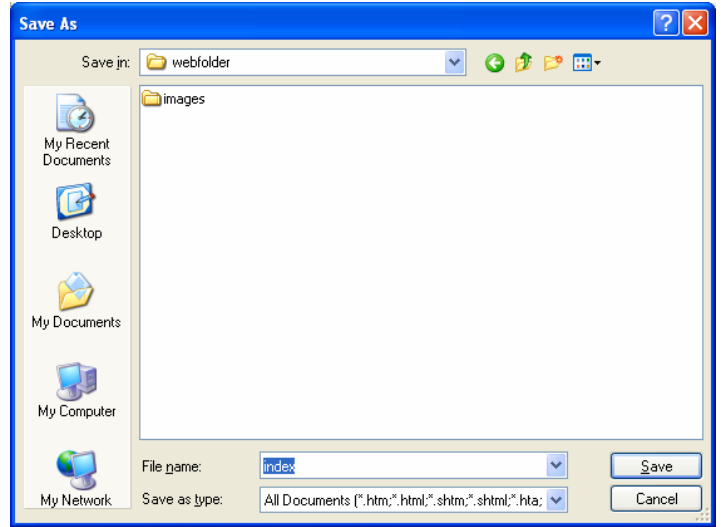 Save As
Save in: webfolder
images
My Recent
Documents
Desktop
My Documents
My Computer
My Network
File name: index
Save as type: All Documents (*.htm;*.html;*.shtm;*.shtml;*.hta;
Save
Cancel